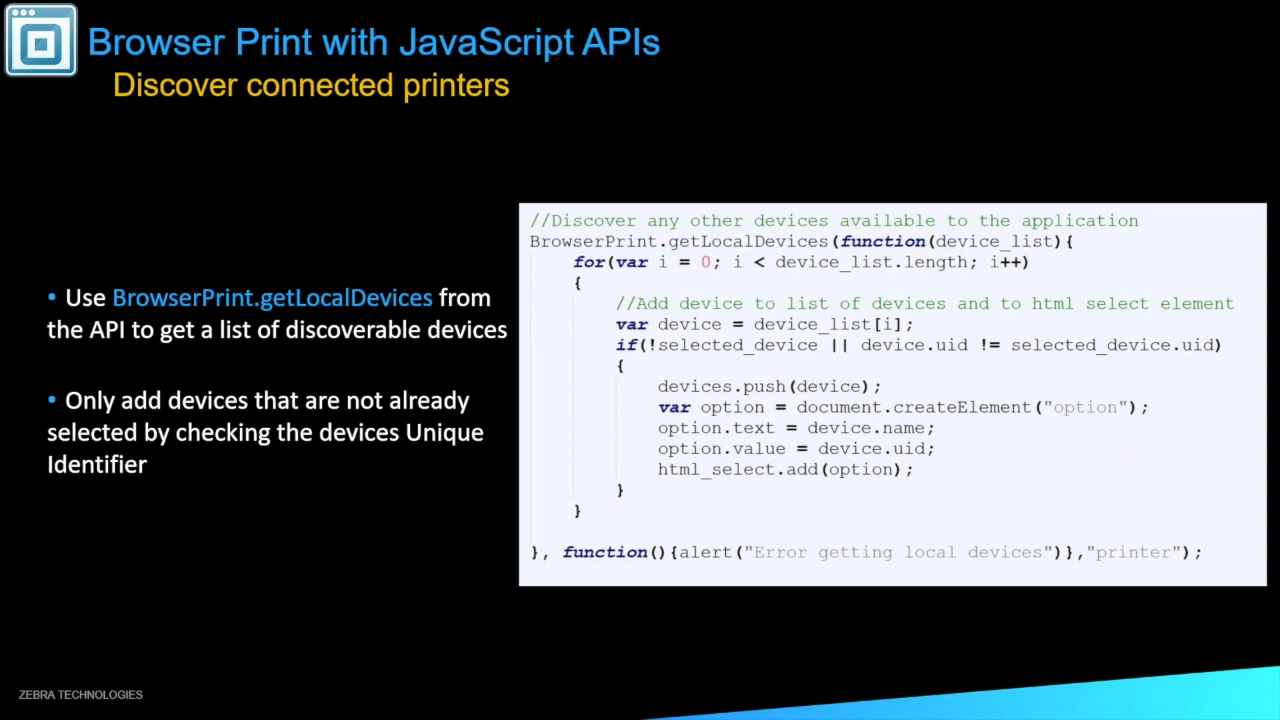 Browser Print with JavaScript APIs
Discover connected printers
• Use BrowserPrint.getLocalDevices from
the API to get a list of discoverable devices
• Only add devices that are not already
selected by checking the devices Unique
Identifier
//Discover any other devices available to the application
BrowserPrint.getLocalDevices(function(device_list){
    for(var i = 0; i < device_list.length; i++)
    {
        //Add device to list of devices and to html select element
        var device = device_list[i];
        if(!selected_device || device.uid != selected_device.uid)
        {
            devices.push(device);
            var option = document.createElement("option");
            option.text = device.name;
            option.value = device.uid;
            html_select.add(option);
        }
    }
}, function(){alert("Error getting local devices")},"printer");
ZEBRA TECHNOLOGIES